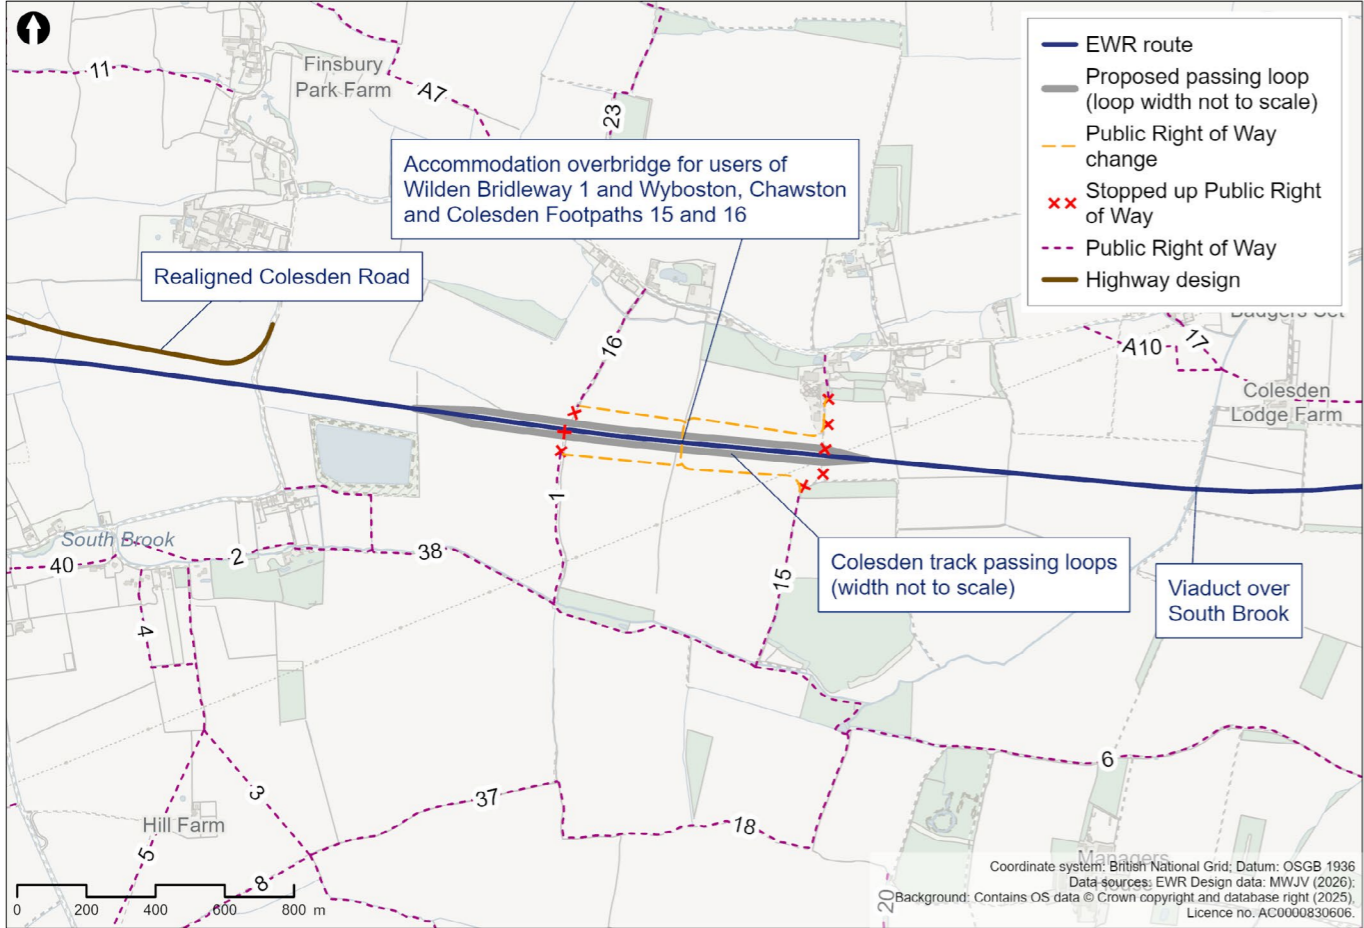 11
Finsbury
Park Farm
A7
23
EWR route
Proposed passing loop
(loop width not to scale)
Public Right of Way
change
Stopped up Public Right
of Way
Public Right of Way
Highway design
Accommodation overbridge for users of
Wilden Bridleway 1 and Wyboston, Chawston
and Colesden Footpaths 15 and 16
Realigned Colesden Road
16
A10
17
Colesden
Lodge Farm
1
15
South Brook
40
2
38
4
Colesden track passing loops
(width not to scale)
Viaduct over
South Brook
6
3
37
18
Hill Farm
5
8
20
0 200 400 600 800 m
Managers
Coordinate system: British National Grid; Datum: OSGB 1936
Data sources: EWR Design data: MWJV (2026);
Background: Contains OS data © Crown copyright and database right (2025),
Licence no. AC0000830606.